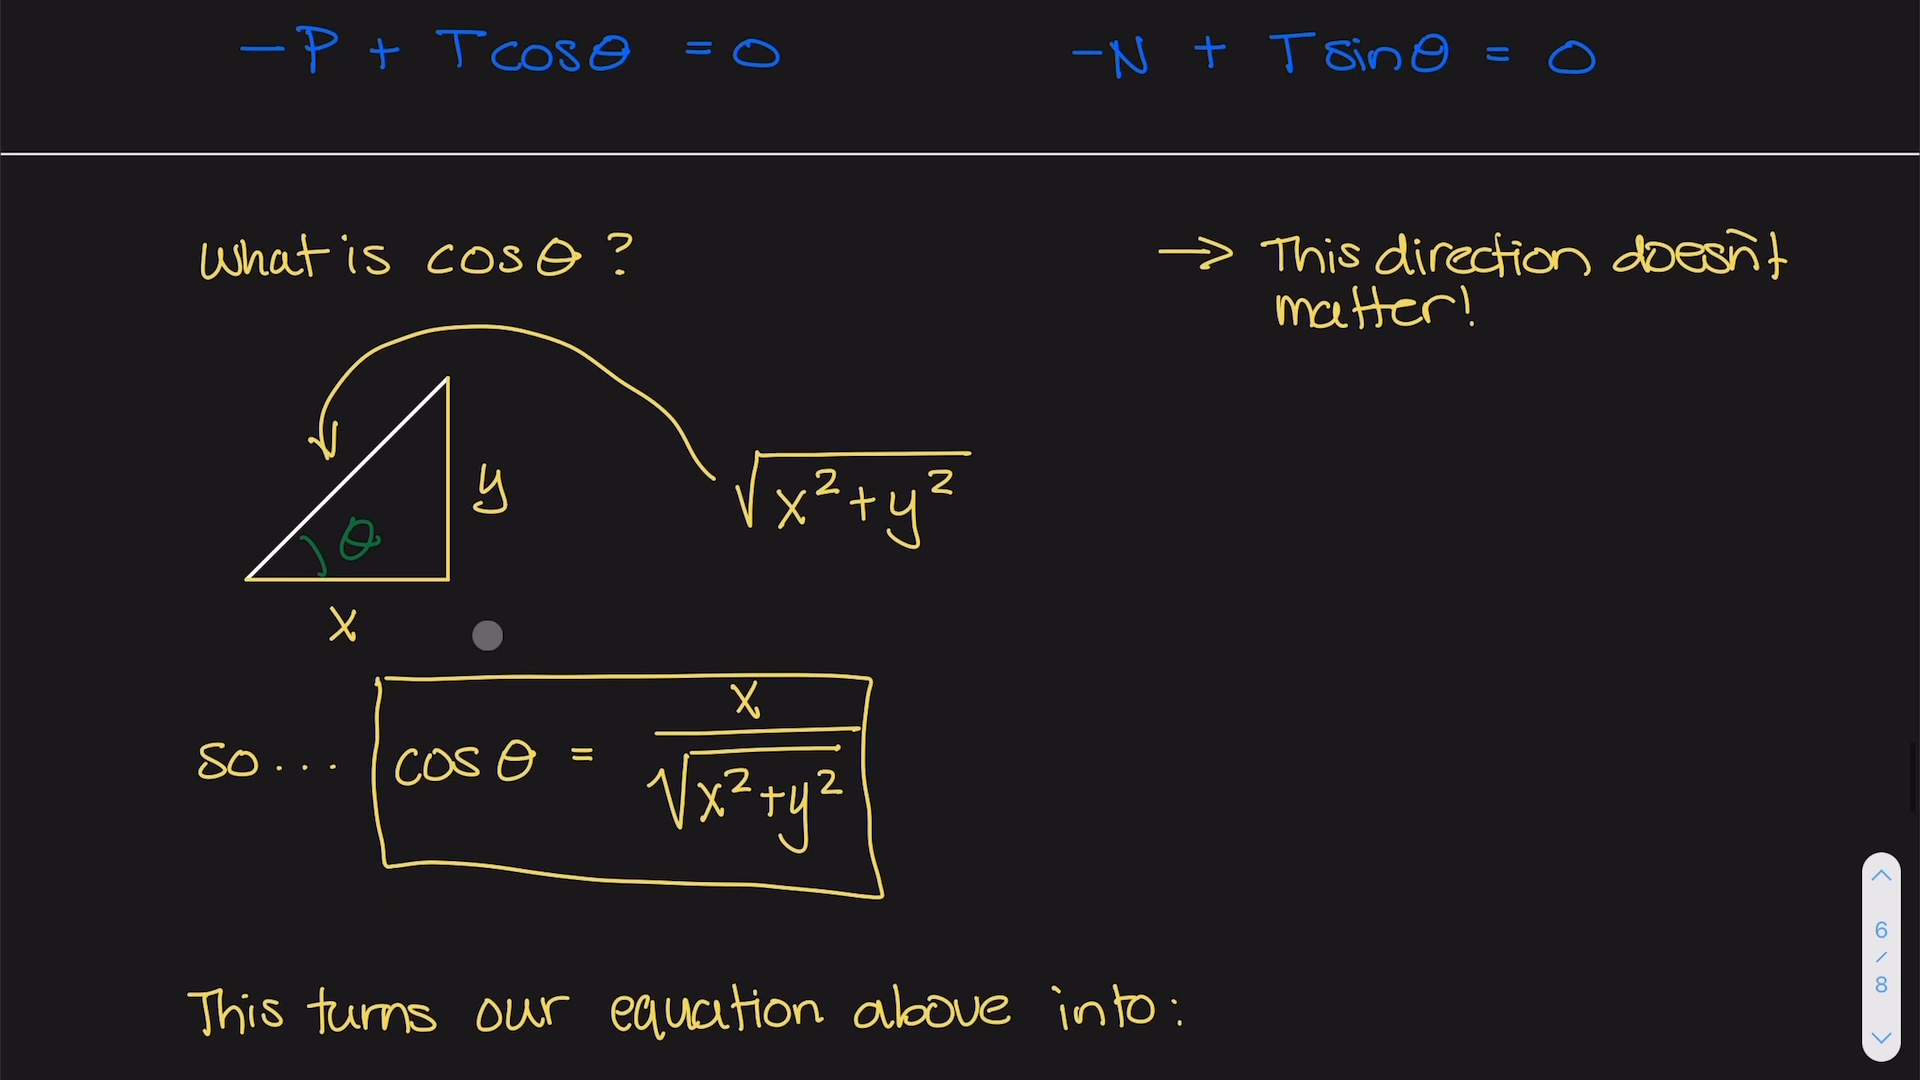 -P + Tcosθ = 0
-N + Tsinθ = 0
What is cosθ?
→ This direction doesn't
matter!
y
√x²+y²
θ
x
so... cosθ = x / √x²+y²
This turns our equation above into:
6
/
8